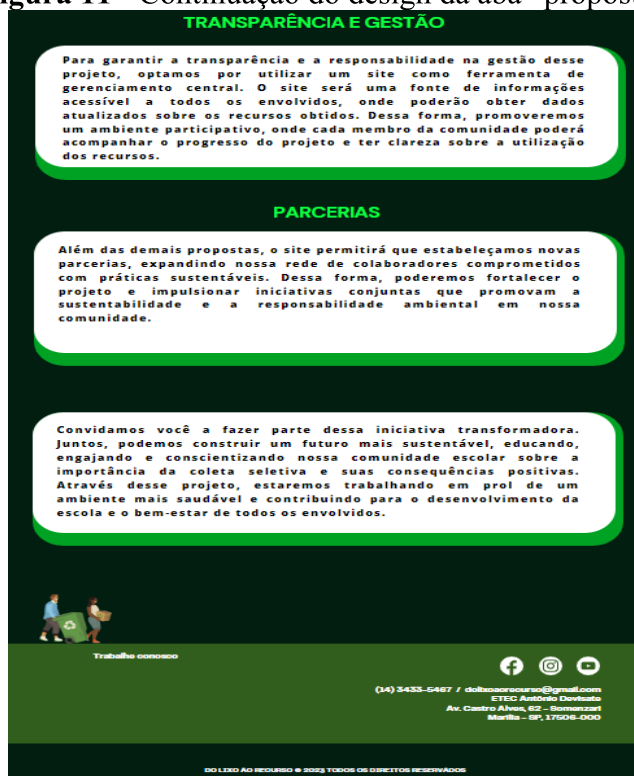 gura 11 - Continuação do design da aba "propost
TRANSPARÊNCIA E GESTÃO
Para garantir a transparência e a responsabilidade na gestão desse
projeto, optamos por utilizar um site como ferramenta de
gerenciamento central. O site será uma fonte de informações
acessível a todos os envolvidos, onde poderão obter dados
atualizados sobre os recursos obtidos. Dessa forma, promoveremos
um ambiente participativo, onde cada membro da comunidade poderá
acompanhar o progresso do projeto e ter clareza sobre a utilização
dos recursos.
PARCERIAS
Além das demais propostas, o site permitirá que estabeleçamos novas
parcerias, expandindo nossa rede de colaboradores comprometidos
com práticas sustentáveis. Dessa forma, poderemos fortalecer o
projeto e impulsionar iniciativas conjuntas que promovam a
sustentabilidade e a responsabilidade ambiental em nossa
comunidade.
Convidamos você a fazer parte dessa iniciativa transformadora.
Juntos, podemos construir um futuro mais sustentável, educando,
engajando e conscientizando nossa comunidade escolar sobre a
importância da coleta seletiva e suas consequências positivas.
Através desse projeto, estaremos trabalhando em prol de um
ambiente mais saudável e contribuindo para o desenvolvimento da
escola e o bem-estar de todos os envolvidos.
Trabalhe conosco
(14) 3433-5467 / dolixoaorecurso@gmail.com
ETEC Antônio Devisate
Av. Castro Alves, 62 - Somenzari
Marília - SP, 17506-000
DO LIXO AO RECURSO © 2023 TODOS OS DIREITOS RESERVADOS